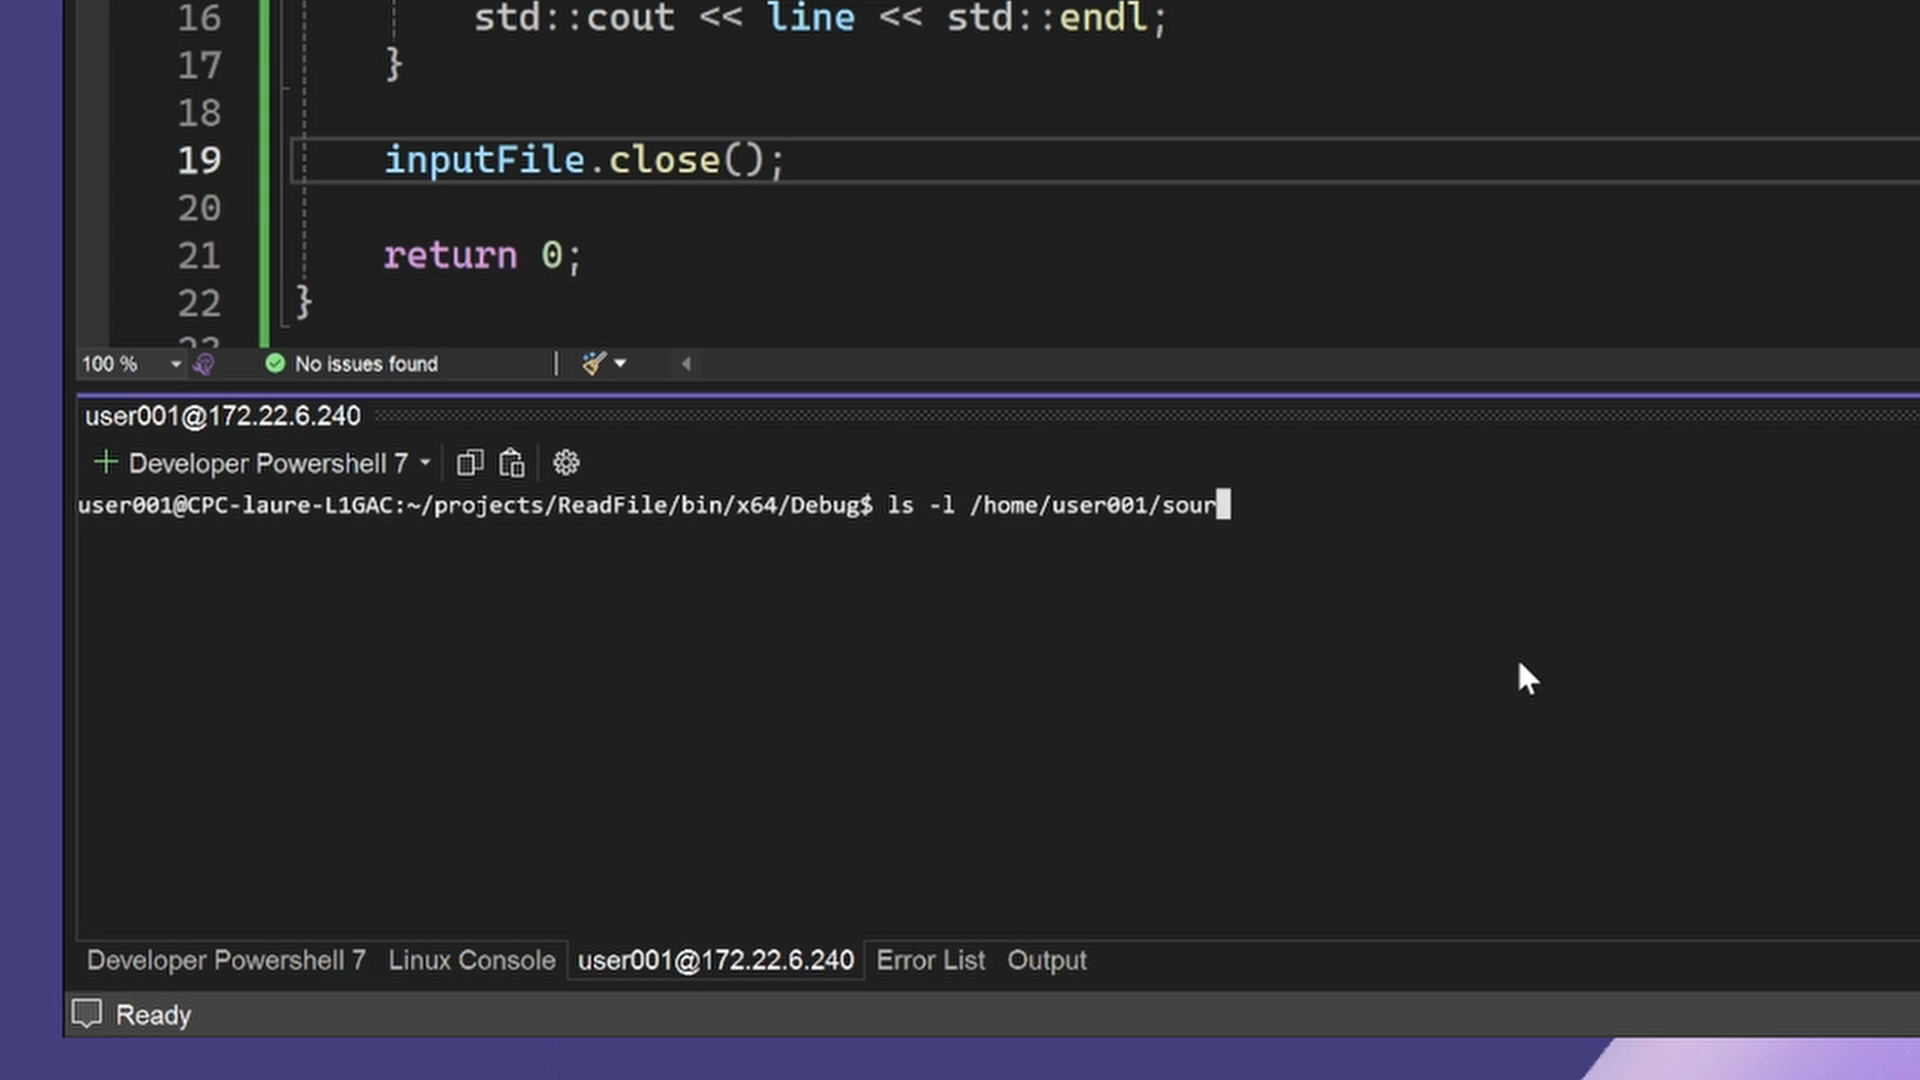 16 std::cout << line << std::endl;
17 }
18
19 inputFile.close();
20
21 return 0;
22 }
100 % No issues found
user001@172.22.6.240
Developer Powershell 7
user001@CPC-laure-L1GAC:~/projects/ReadFile/bin/x64/Debug$ ls -l /home/user001/sour
Developer Powershell 7 Linux Console user001@172.22.6.240 Error List Output
Ready